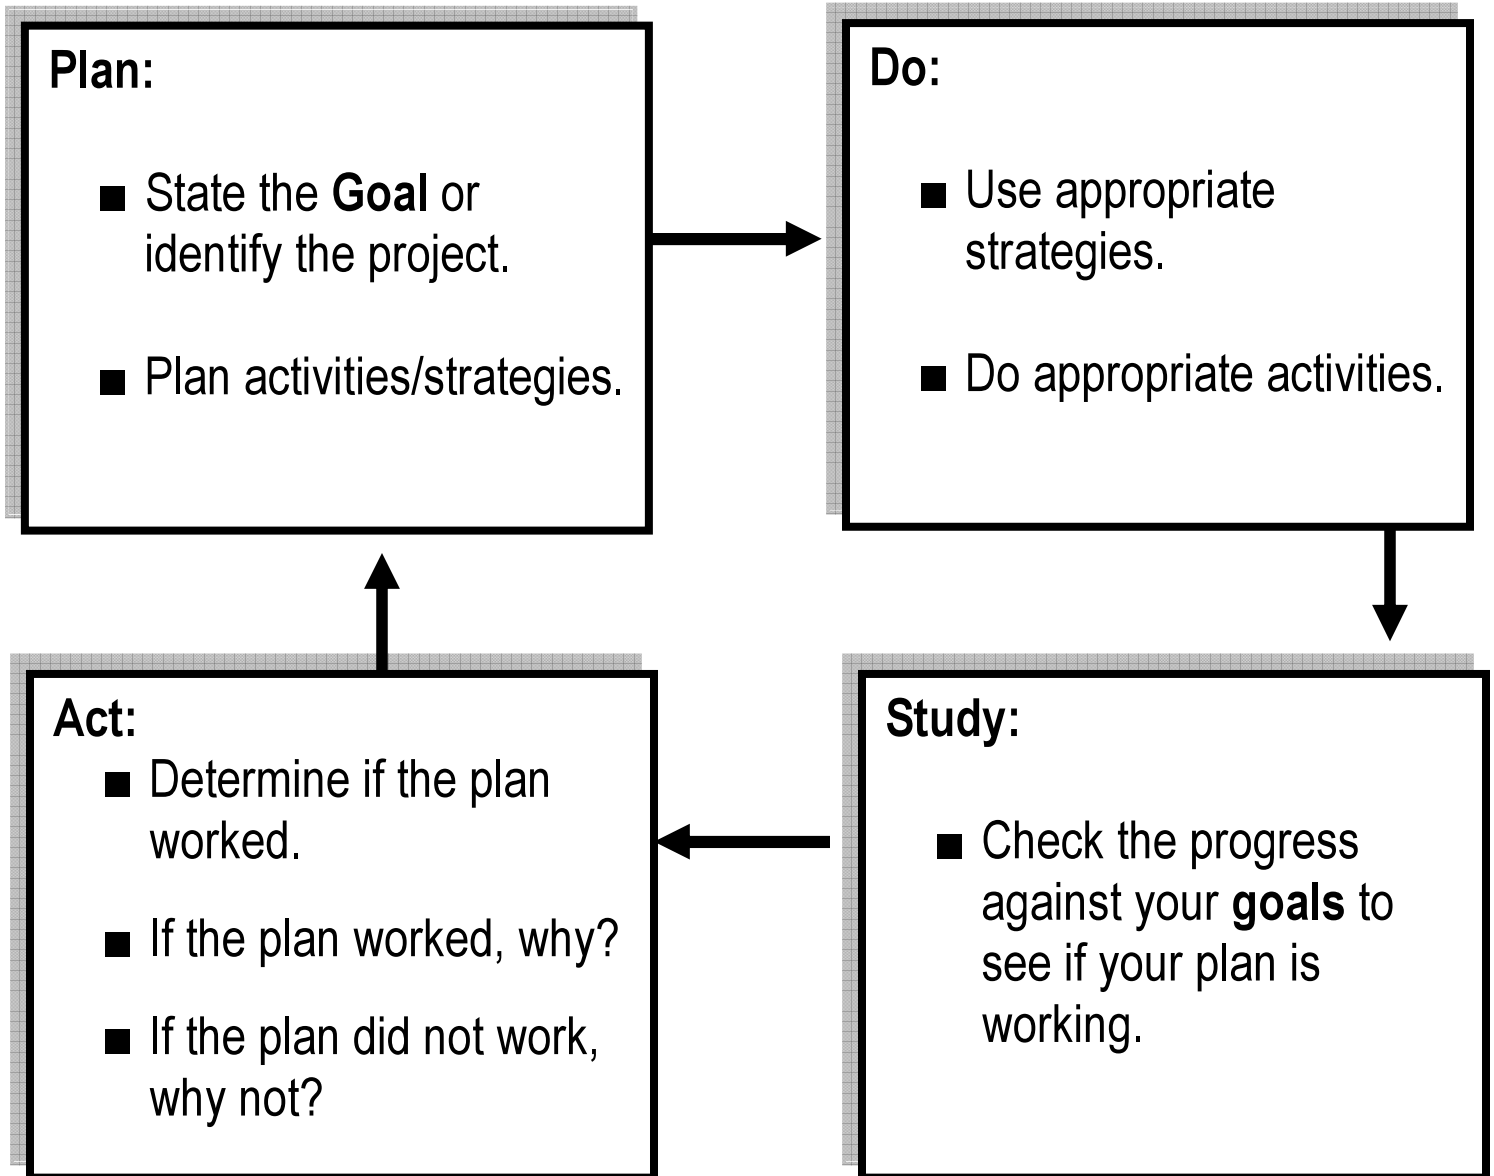 Plan:
■ State the Goal or
identify the project.
■ Plan activities/strategies.
Do:
■ Use appropriate
strategies.
■ Do appropriate activities.
Act:
■ Determine if the plan
worked.
■ If the plan worked, why?
■ If the plan did not work,
why not?
Study:
■ Check the progress
against your goals to
see if your plan is
working.